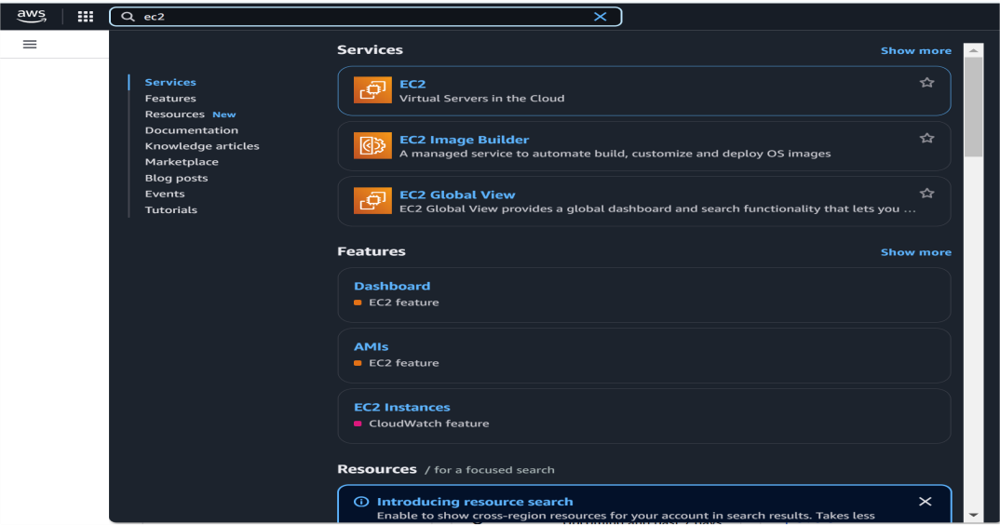 aws
ec2
Services
Features
Resources New
Documentation
Knowledge articles
Marketplace
Blog posts
Events
Tutorials
Services
Show more
EC2
Virtual Servers in the Cloud
EC2 Image Builder
A managed service to automate build, customize and deploy OS images
EC2 Global View
EC2 Global View provides a global dashboard and search functionality that lets you ...
Features
Show more
Dashboard
EC2 feature
AMIs
EC2 feature
EC2 Instances
CloudWatch feature
Resources / for a focused search
Introducing resource search
Enable to show cross-region resources for your account in search results. Takes less